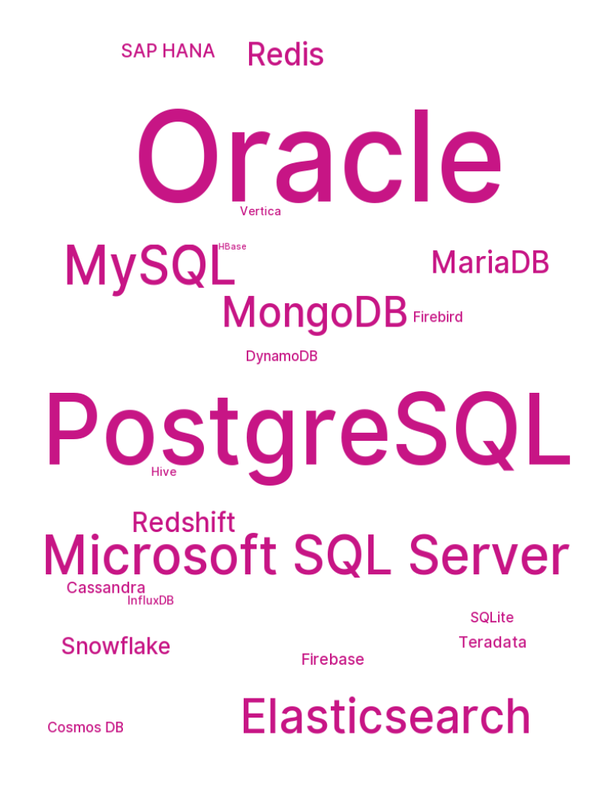 SAP HANA
Redis
Oracle
Vertica
MySQL
HBase
MariaDB
MongoDB
Firebird
DynamoDB
PostgreSQL
Hive
Redshift
Microsoft SQL Server
Cassandra
InfluxDB
SQLite
Teradata
Snowflake
Firebase
Elasticsearch
Cosmos DB